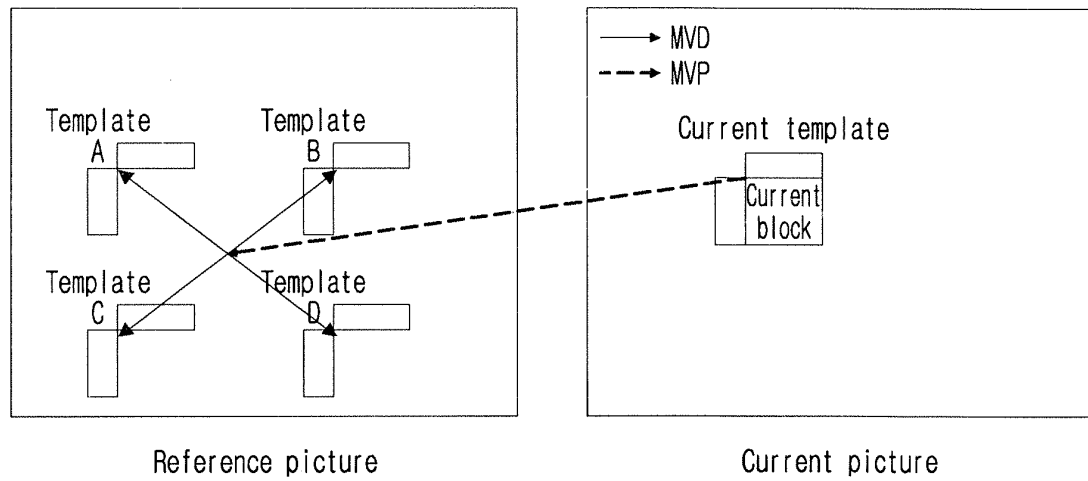 MVD
MVP
Template
A
Template
B
Current template
Current
block
Template
C
Template
D
Reference picture
Current picture